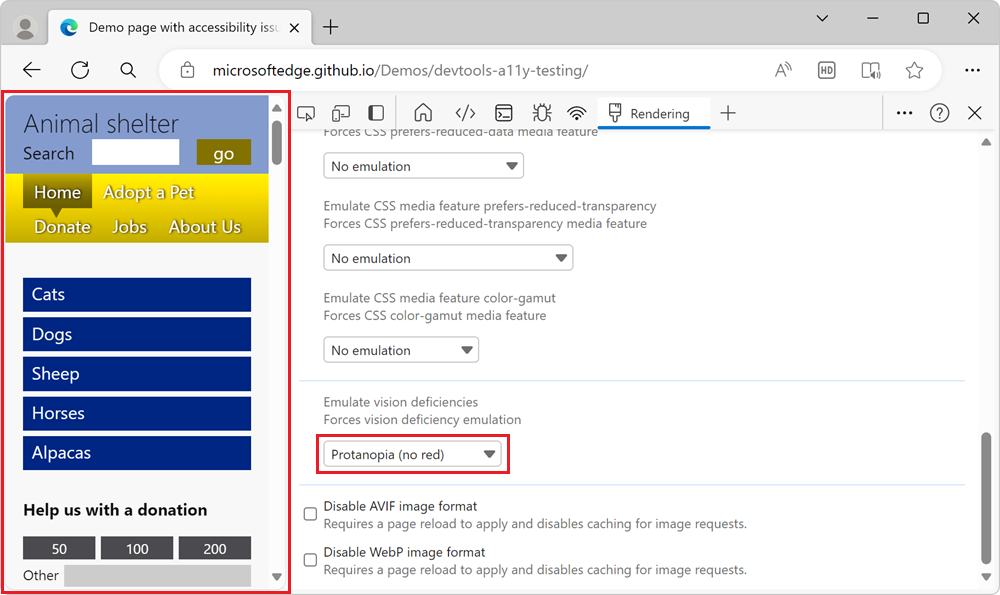 Demo page with accessibility iss
microsoftedge.github.io/Demos/devtools-a11y-testing/
HD
Animal shelter
Search
go
Home Adopt a Pet
Donate Jobs About Us
Cats
Dogs
Sheep
Horses
Alpacas
Help us with a donation
50 100 200
Other
Rendering
Forces CSS prefers-reduced-data media feature
No emulation
Emulate CSS media feature prefers-reduced-transparency
Forces CSS prefers-reduced-transparency media feature
No emulation
Emulate CSS media feature color-gamut
Forces CSS color-gamut media feature
No emulation
Emulate vision deficiencies
Forces vision deficiency emulation
Protanopia (no red)
Disable AVIF image format
Requires a page reload to apply and disables caching for image requests.
Disable WebP image format
Requires a page reload to apply and disables caching for image requests.